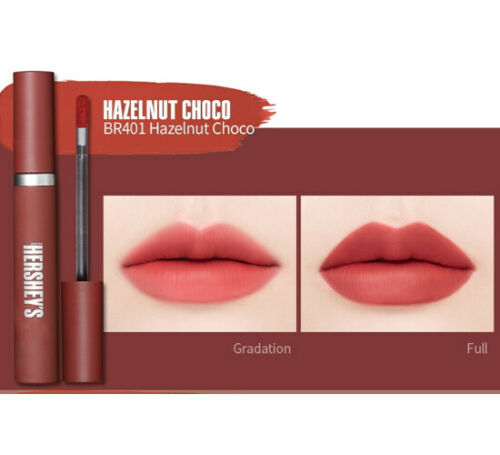 HAZELNUT CHOCO
BR401 Hazelnut Choco
HERSHEY'S
Gradation
Full